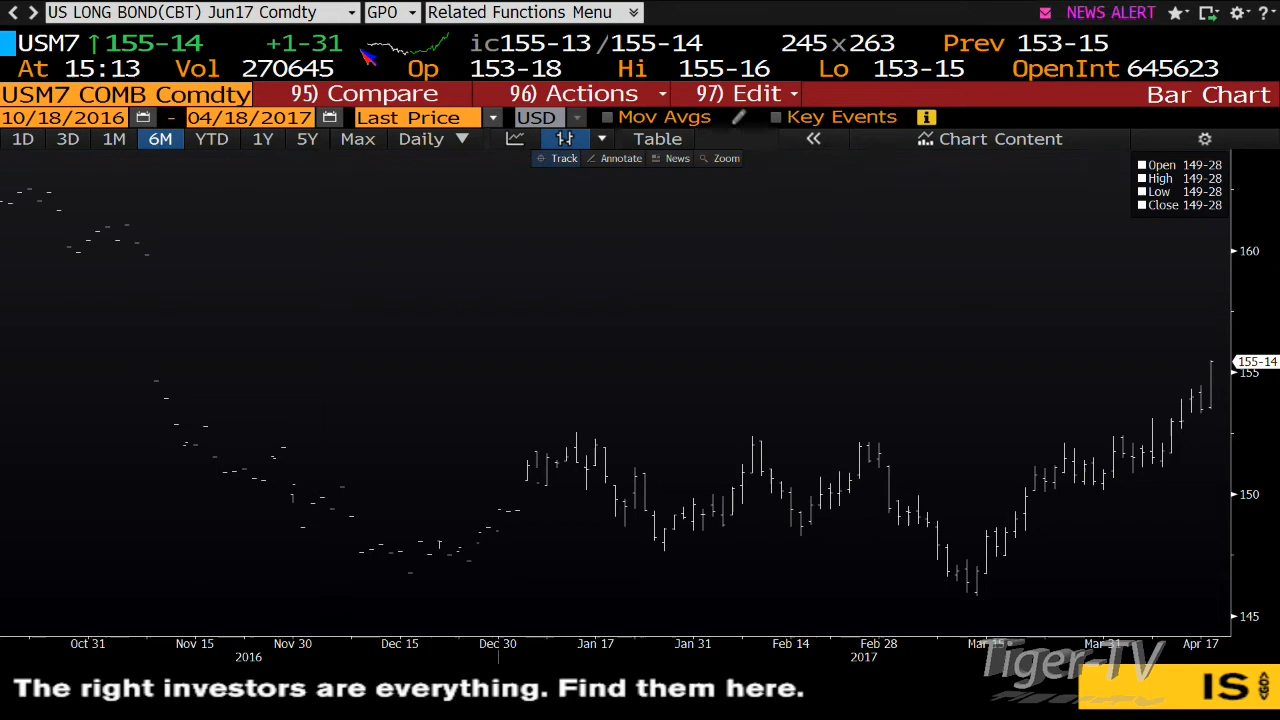 US LONG BOND(CBT) Jun17 Comdty GPO Related Functions Menu NEWS ALERT ?
USM7 ↑155-14 +1-31 ic155-13/155-14 245x263 Prev 153-15
At 15:13 Vol 270645 Op 153-18 Hi 155-16 Lo 153-15 OpenInt 645623
USM7 COMB Comdty 95) Compare 96) Actions 97) Edit Bar Chart
10/18/2016 - 04/18/2017 Last Price USD Mov Avgs Key Events i
1D 3D 1M 6M YTD 1Y 5Y Max Daily ▼ Table « Chart Content
Track Annotate News Zoom
Open 149-28
High 149-28
Low 149-28
Close 149-28
160
155-14
155
150
145
Oct 31 Nov 15 Nov 30 Dec 15 Dec 30 Jan 17 Jan 31 Feb 14 Feb 28 Mar 15 Mar 31 Apr 17
2016 2017
Tiger-TV
The right investors are everything. Find them here.
IS